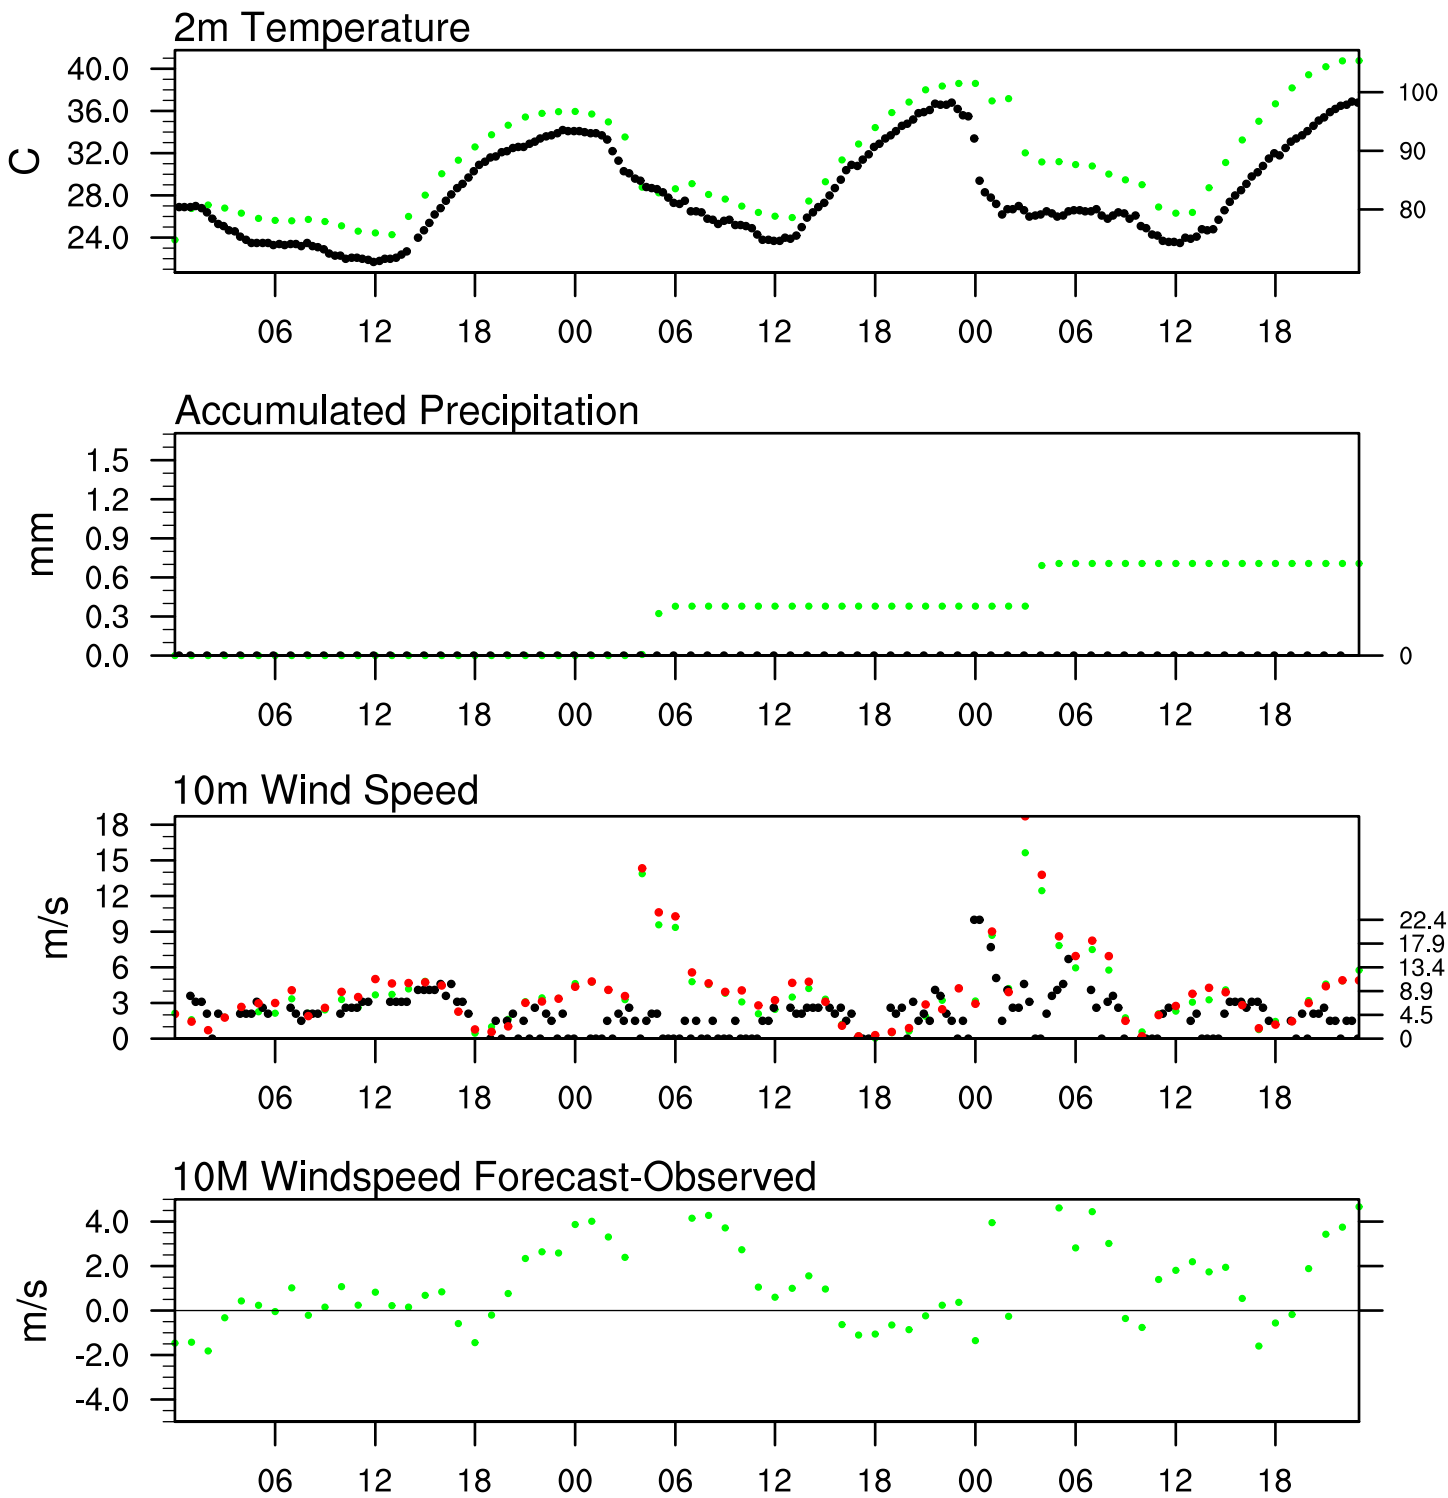 2m Temperature
40.0
36.0
32.0
28.0
24.0
C
100
90
80
06 12 18 00 06 12 18 00 06 12 18
Accumulated Precipitation
1.5
1.2
0.9
0.6
0.3
0.0
mm
0
06 12 18 00 06 12 18 00 06 12 18
10m Wind Speed
18
15
12
9
6
3
0
m/s
22.4
17.9
13.4
8.9
4.5
0
06 12 18 00 06 12 18 00 06 12 18
10M Windspeed Forecast-Observed
4.0
2.0
0.0
-2.0
-4.0
m/s
06 12 18 00 06 12 18 00 06 12 18